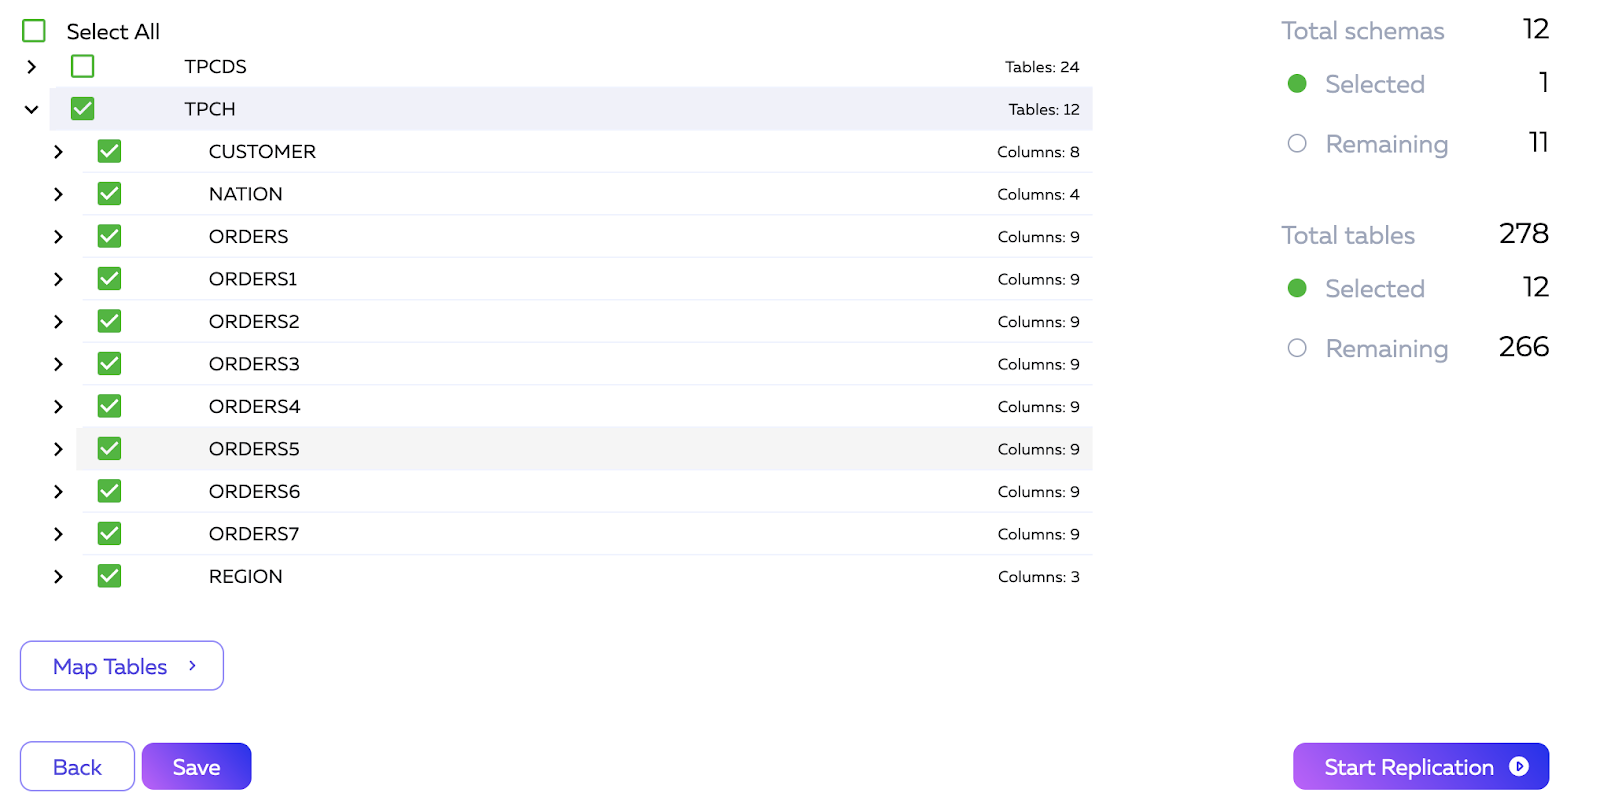 Select All
TPCDS Tables: 24
TPCH Tables: 12
CUSTOMER Columns: 8
NATION Columns: 4
ORDERS Columns: 9
ORDERS1 Columns: 9
ORDERS2 Columns: 9
ORDERS3 Columns: 9
ORDERS4 Columns: 9
ORDERS5 Columns: 9
ORDERS6 Columns: 9
ORDERS7 Columns: 9
REGION Columns: 3
Total schemas 12
Selected 1
Remaining 11
Total tables 278
Selected 12
Remaining 266
Map Tables
Back
Save
Start Replication